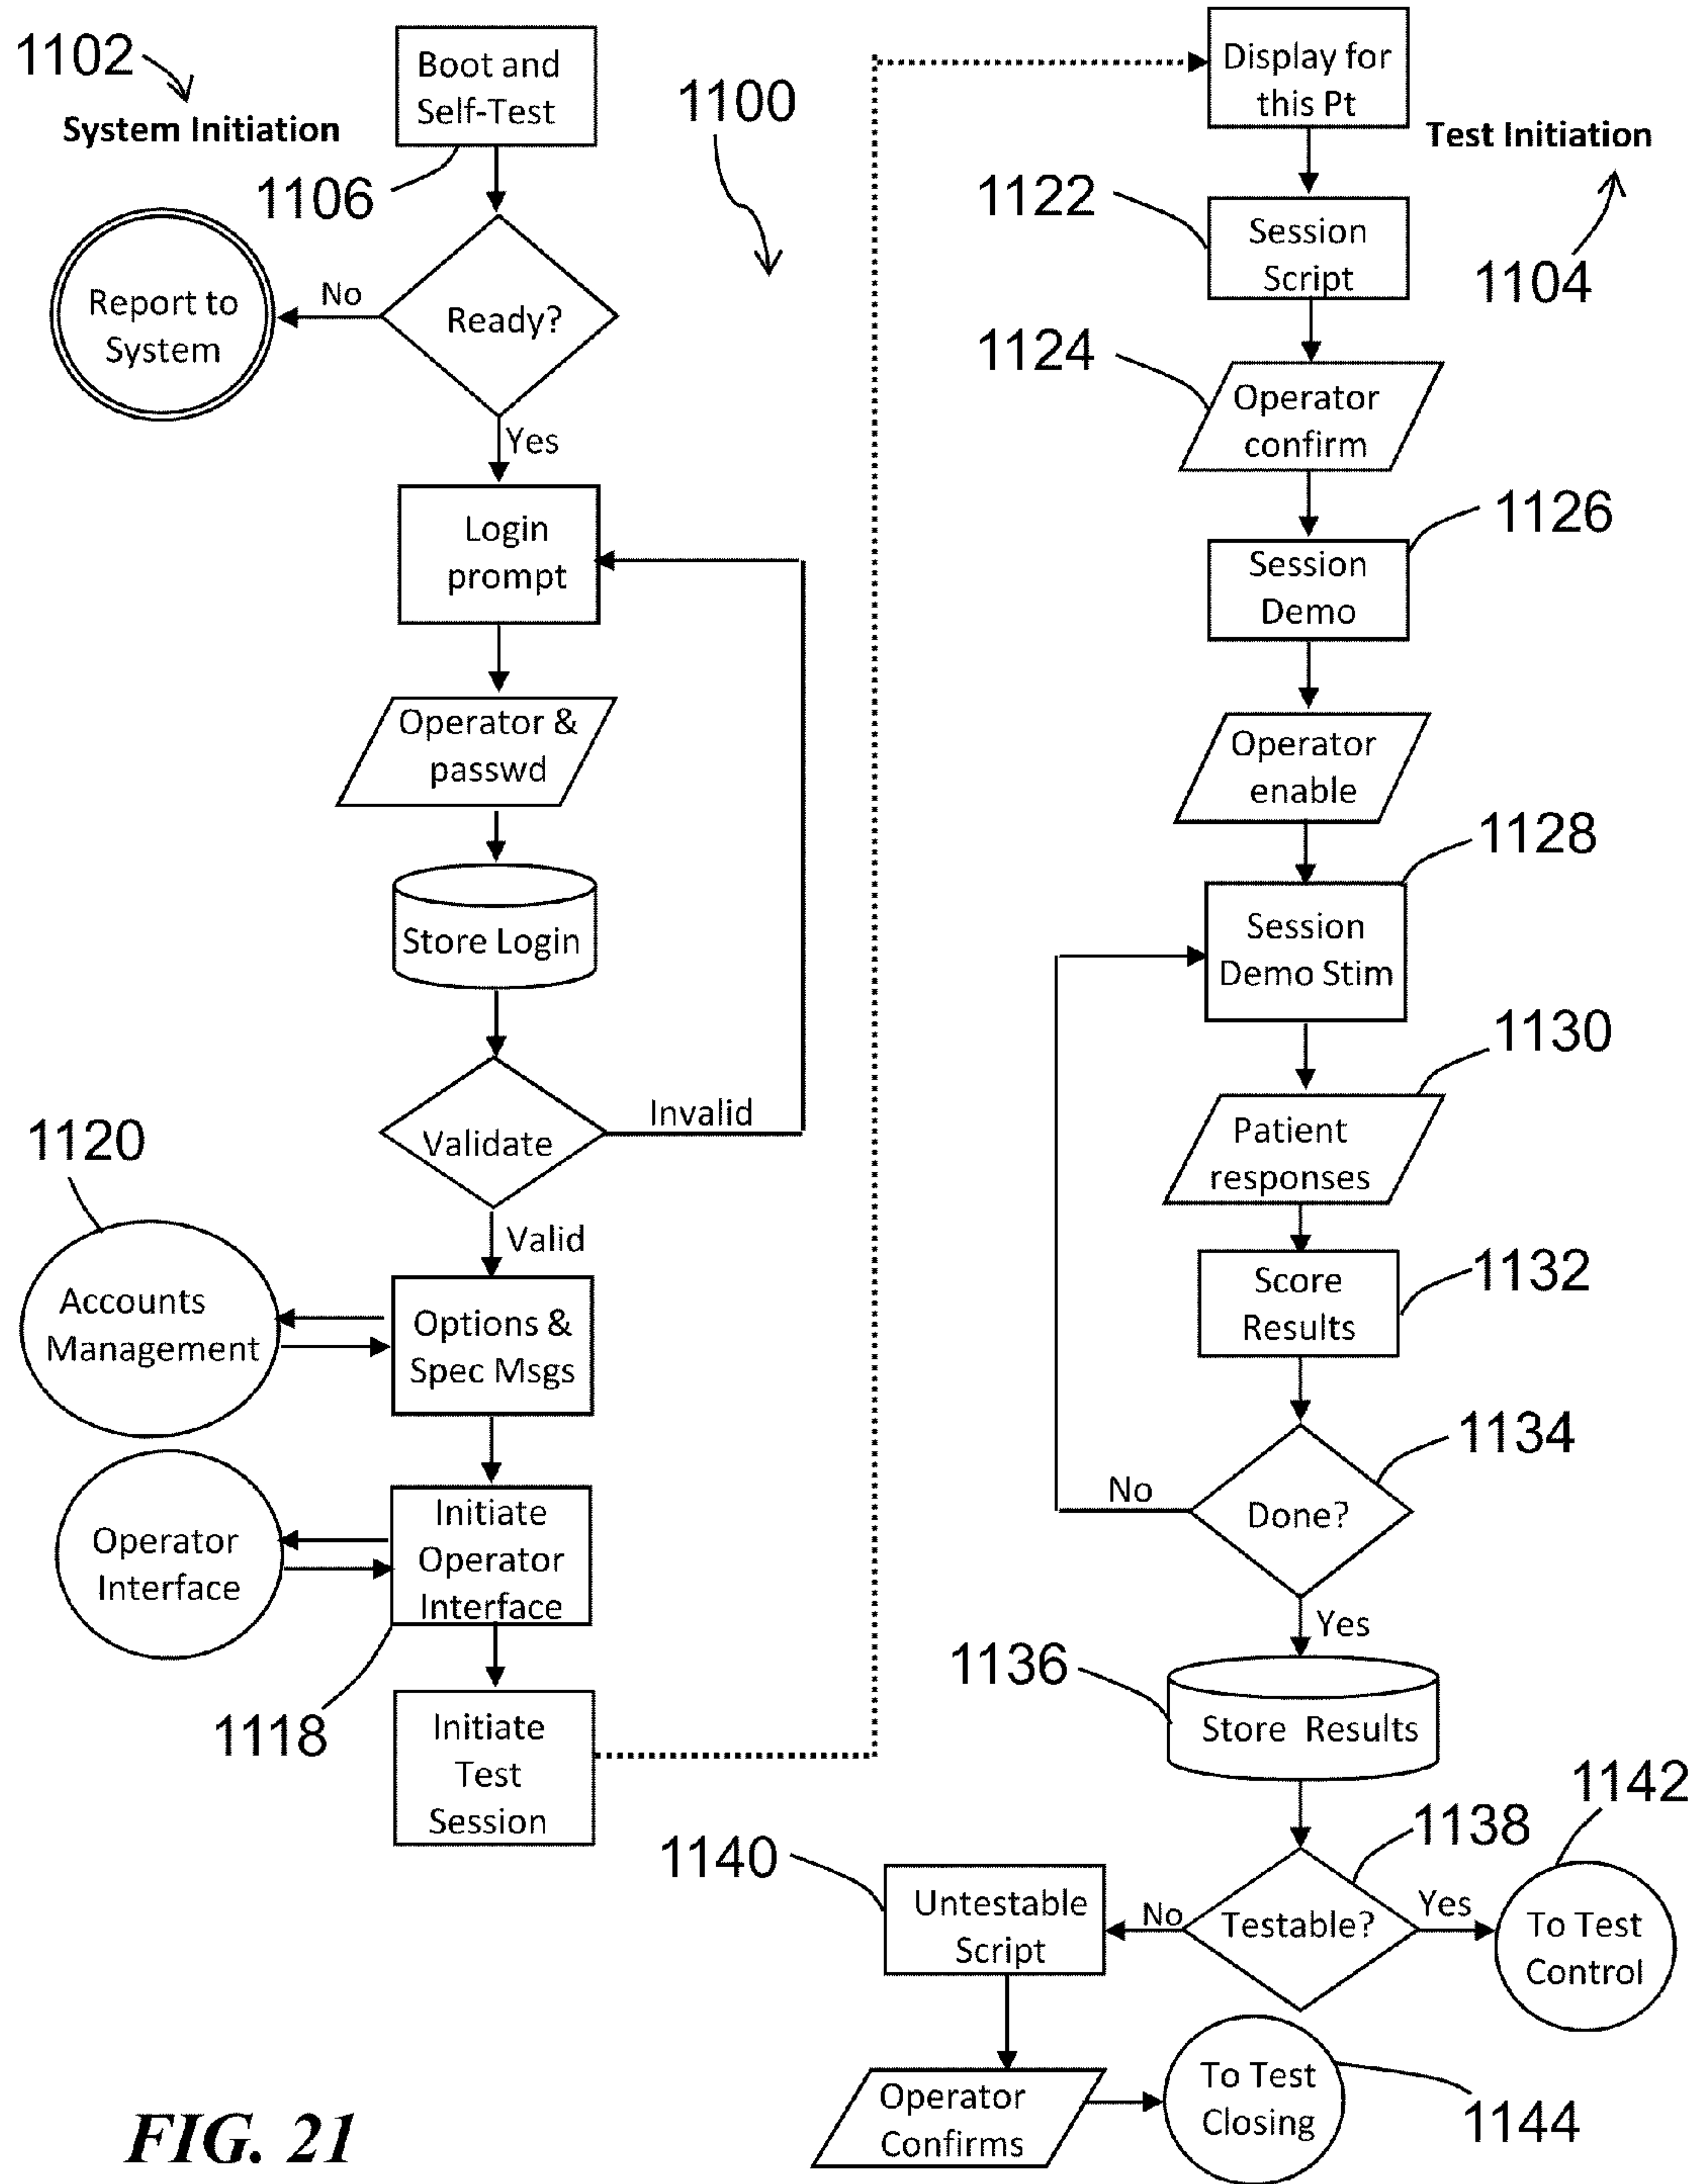 1102
System Initiation
Boot and
Self-Test
1106
1100
Report to
System
No
Ready?
Yes
Login
prompt
Operator &
passwd
Store Login
Validate
Invalid
Valid
1120
Accounts
Management
Options &
Spec Msgs
Operator
Interface
Initiate
Operator
Interface
1118
Initiate
Test
Session
Display for
this Pt
Test Initiation
1104
1122
Session
Script
1124
Operator
confirm
1126
Session
Demo
Operator
enable
1128
Session
Demo Stim
1130
Patient
responses
1132
Score
Results
1134
Done?
No
Yes
1136
Store Results
1138
1142
Testable?
Yes
To Test
Control
No
1140
Untestable
Script
Operator
Confirms
To Test
Closing
1144
FIG. 21